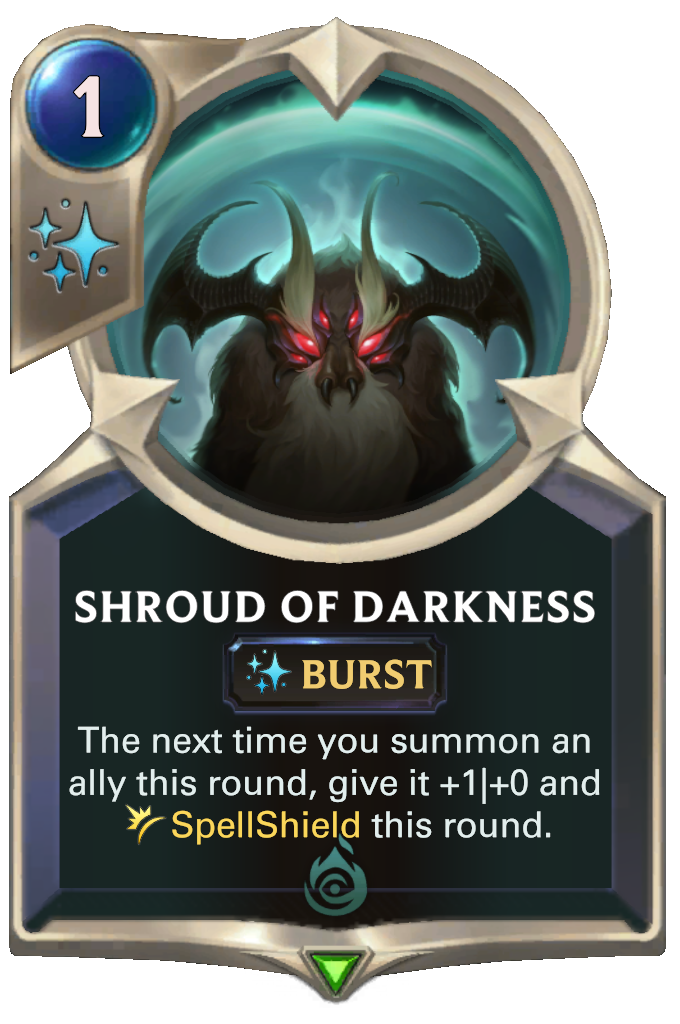 1
SHROUD OF DARKNESS
BURST
The next time you summon an
ally this round, give it +1|+0 and
SpellShield this round.